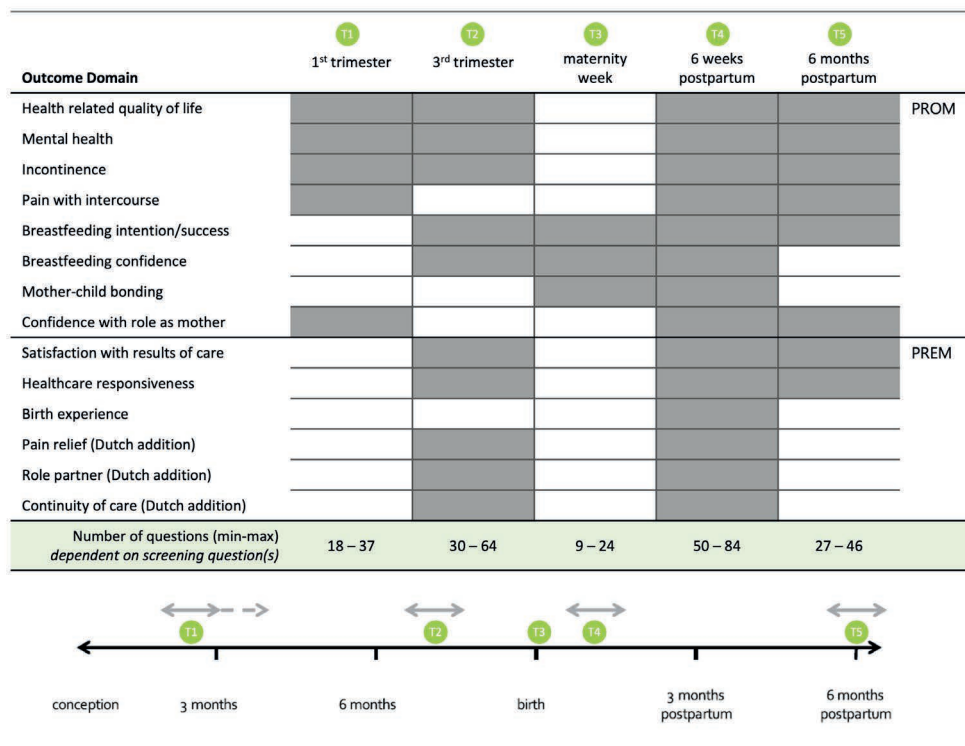 T1 T2 T3 T4 T5
Outcome Domain 1st trimester 3rd trimester maternity week 6 weeks postpartum 6 months postpartum
Health related quality of life PROM
Mental health
Incontinence
Pain with intercourse
Breastfeeding intention/success
Breastfeeding confidence
Mother-child bonding
Confidence with role as mother
Satisfaction with results of care PREM
Healthcare responsiveness
Birth experience
Pain relief (Dutch addition)
Role partner (Dutch addition)
Continuity of care (Dutch addition)
Number of questions (min-max)
dependent on screening question(s) 18 – 37 30 – 64 9 – 24 50 – 84 27 – 46
T1 T2 T3 T4 T5
conception 3 months 6 months birth 3 months postpartum 6 months postpartum